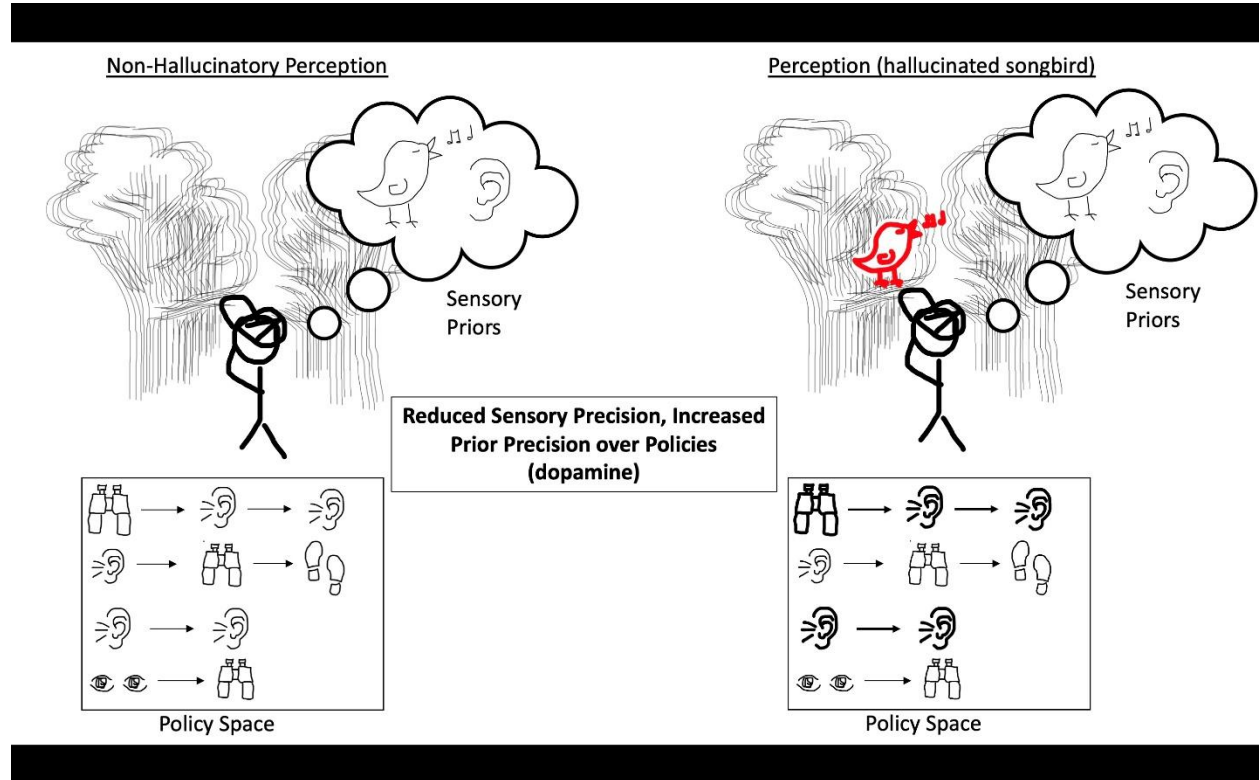 Non-Hallucinatory Perception
Sensory
Priors
Policy Space
Reduced Sensory Precision, Increased
Prior Precision over Policies
(dopamine)
Perception (hallucinated songbird)
Sensory
Priors
Policy Space